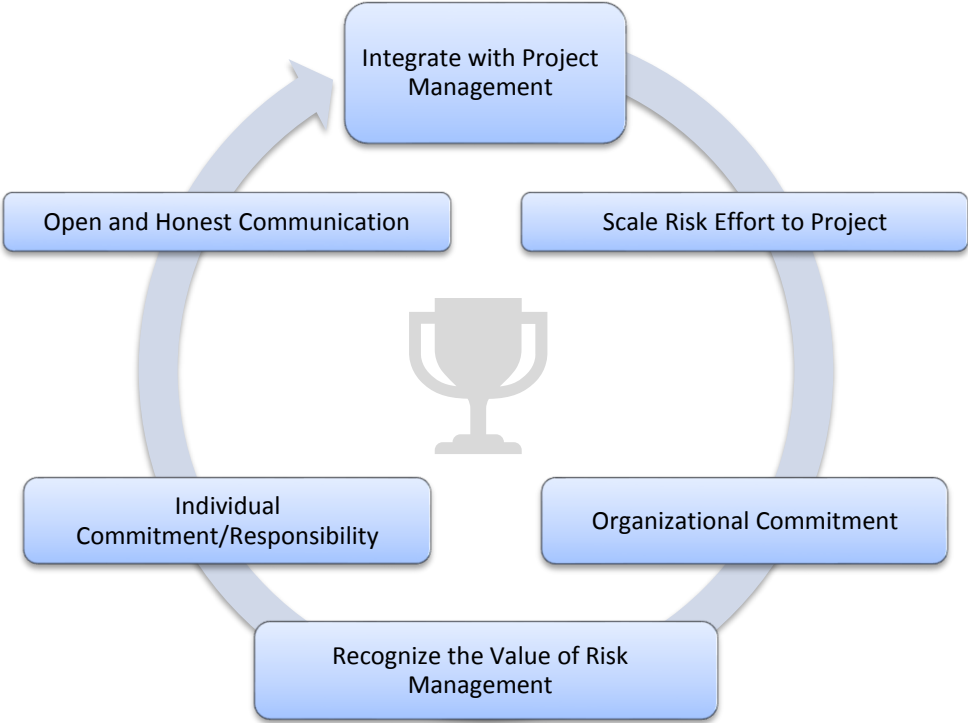 Integrate with Project
Management
Open and Honest Communication
Scale Risk Effort to Project
Individual
Commitment/Responsibility
Organizational Commitment
Recognize the Value of Risk
Management